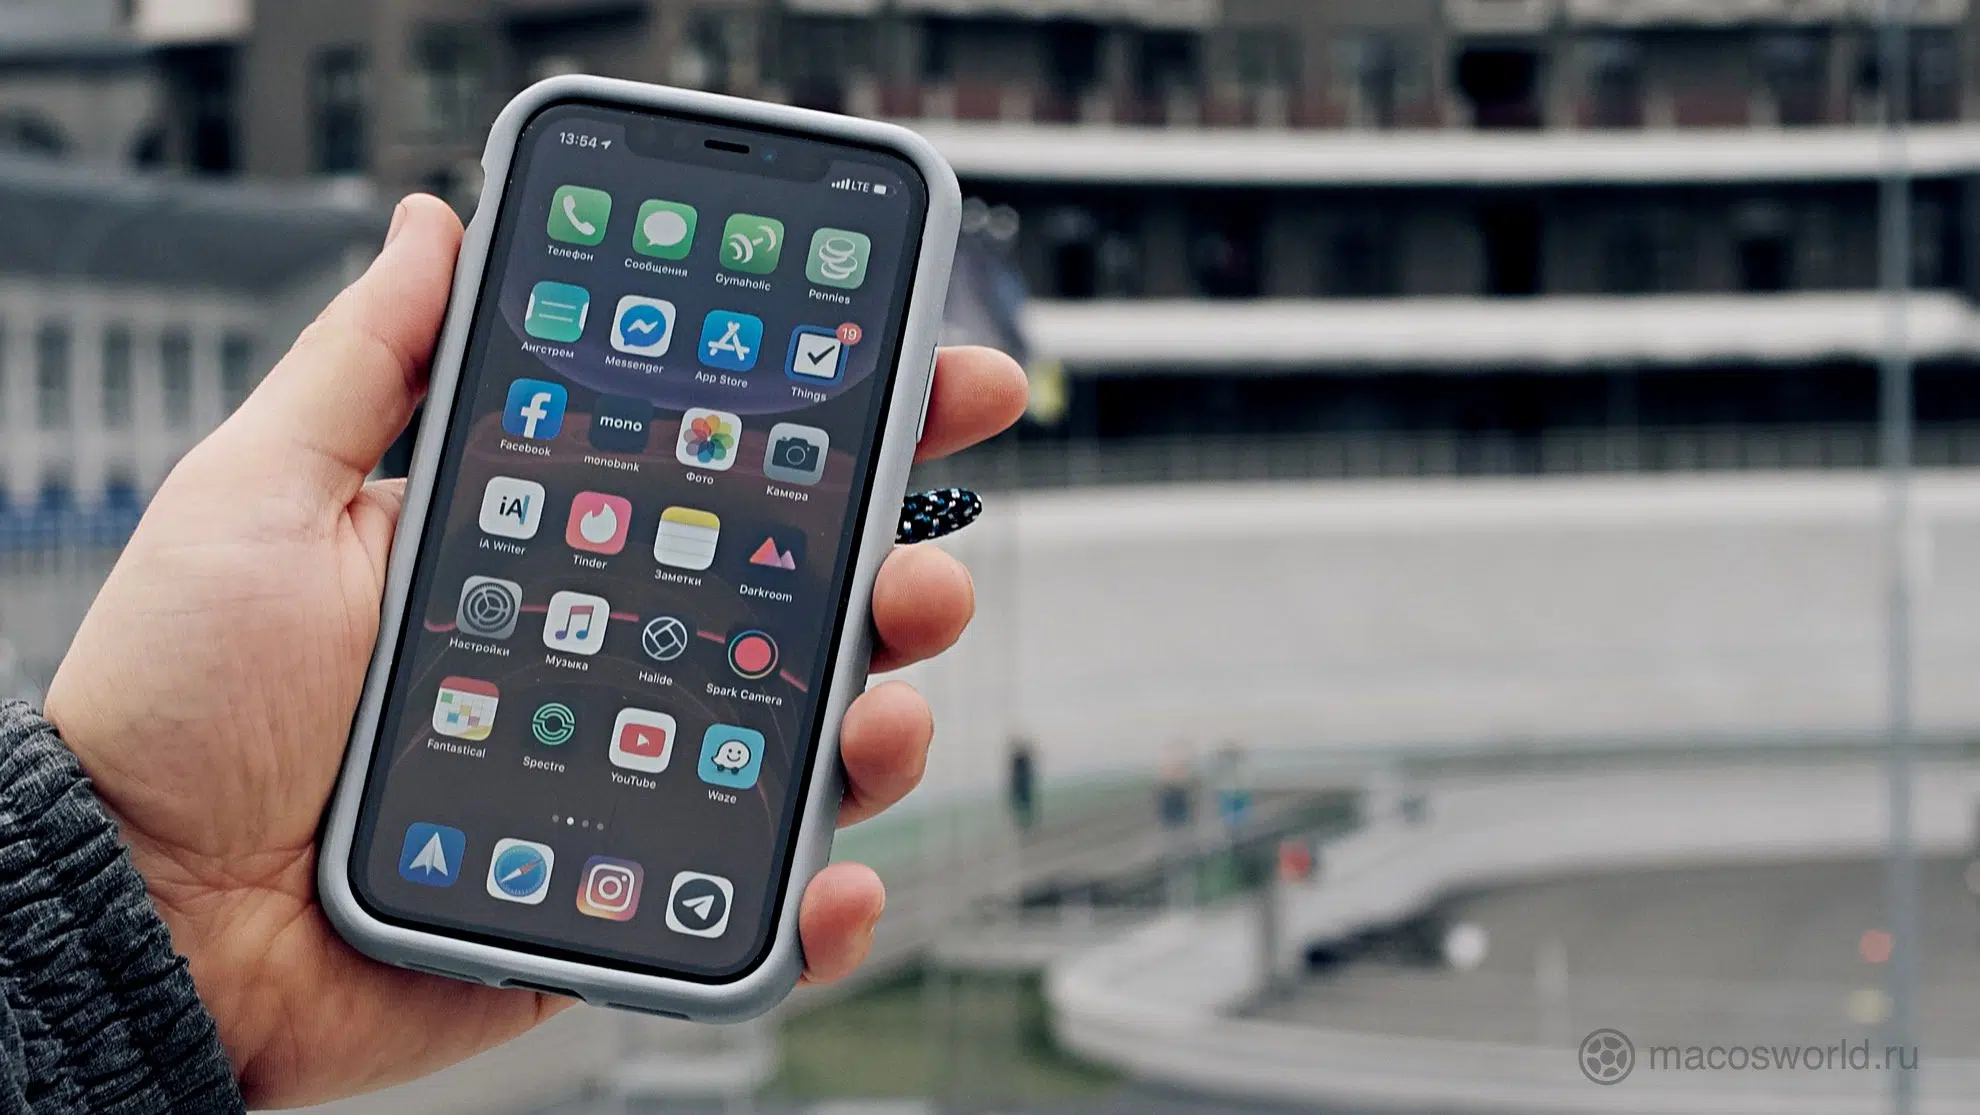 13:54
LTE
Телефон
Сообщения
Gymaholic
Pennies
19
Ангстрем
Messenger
App Store
Things
mono
Facebook
monobank
Фото
Камера
iA
iA Writer
Tinder
Заметки
Darkroom
Настройки
Музыка
Halide
Spark Camera
Fantastical
Spectre
YouTube
Waze
macosworld.ru